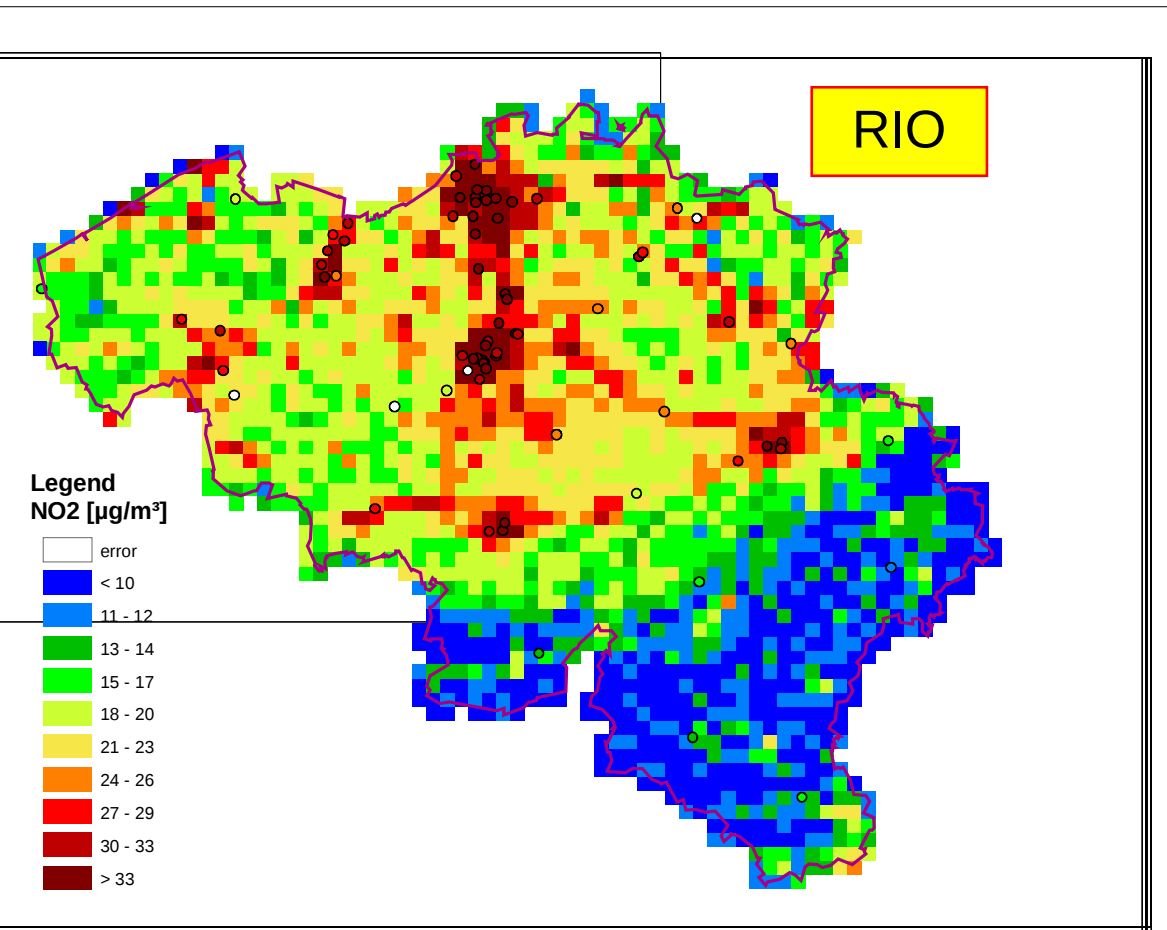 RIO
Legend
NO2 [µg/m³]
error
< 10
11 - 12
13 - 14
15 - 17
18 - 20
21 - 23
24 - 26
27 - 29
30 - 33
> 33